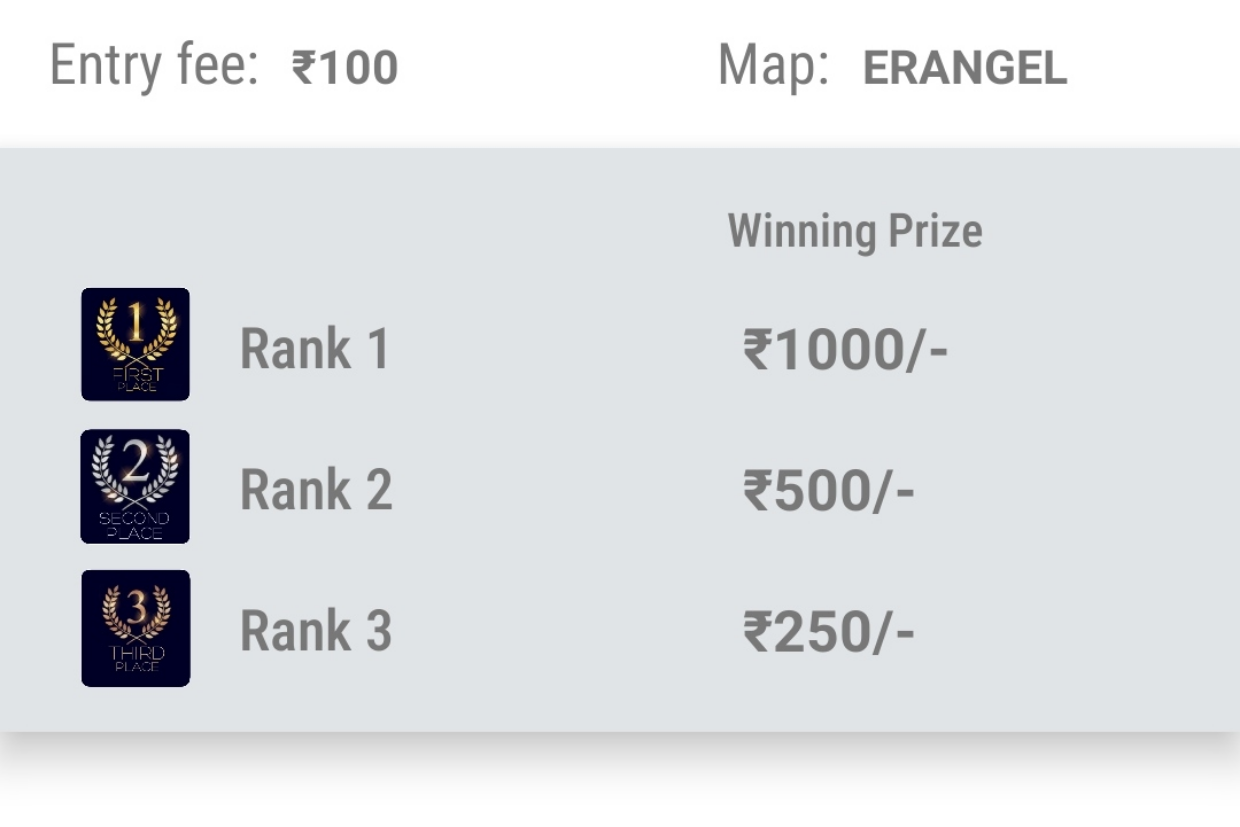 Entry fee: ₹100 Map: ERANGEL
Winning Prize
1
FIRST
PLACE
Rank 1 ₹1000/-
2
SECOND
PLACE
Rank 2 ₹500/-
3
THIRD
PLACE
Rank 3 ₹250/-